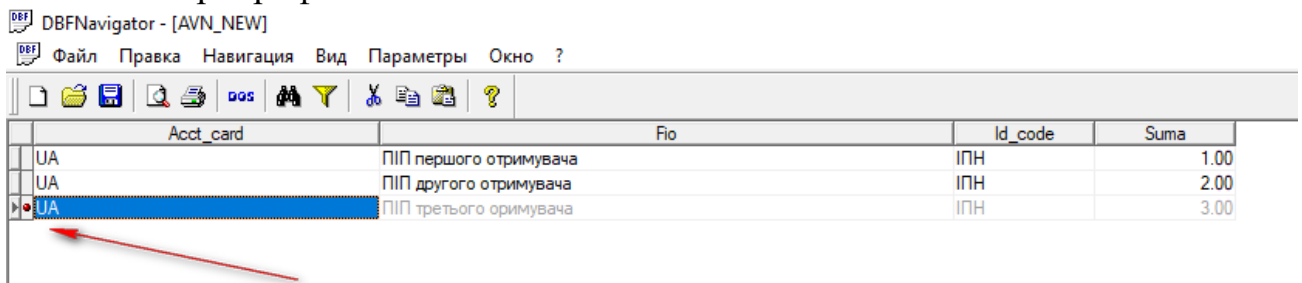 DBFNavigator - [AVN_NEW]
Файл Правка Навигация Вид Параметры Окно ?
DOS
Acct_card Fio Id_code Suma
UA ПІП першого отримувача ІПН 1.00
UA ПІП другого отримувача ІПН 2.00
UA ПІП третього оримувача ІПН 3.00